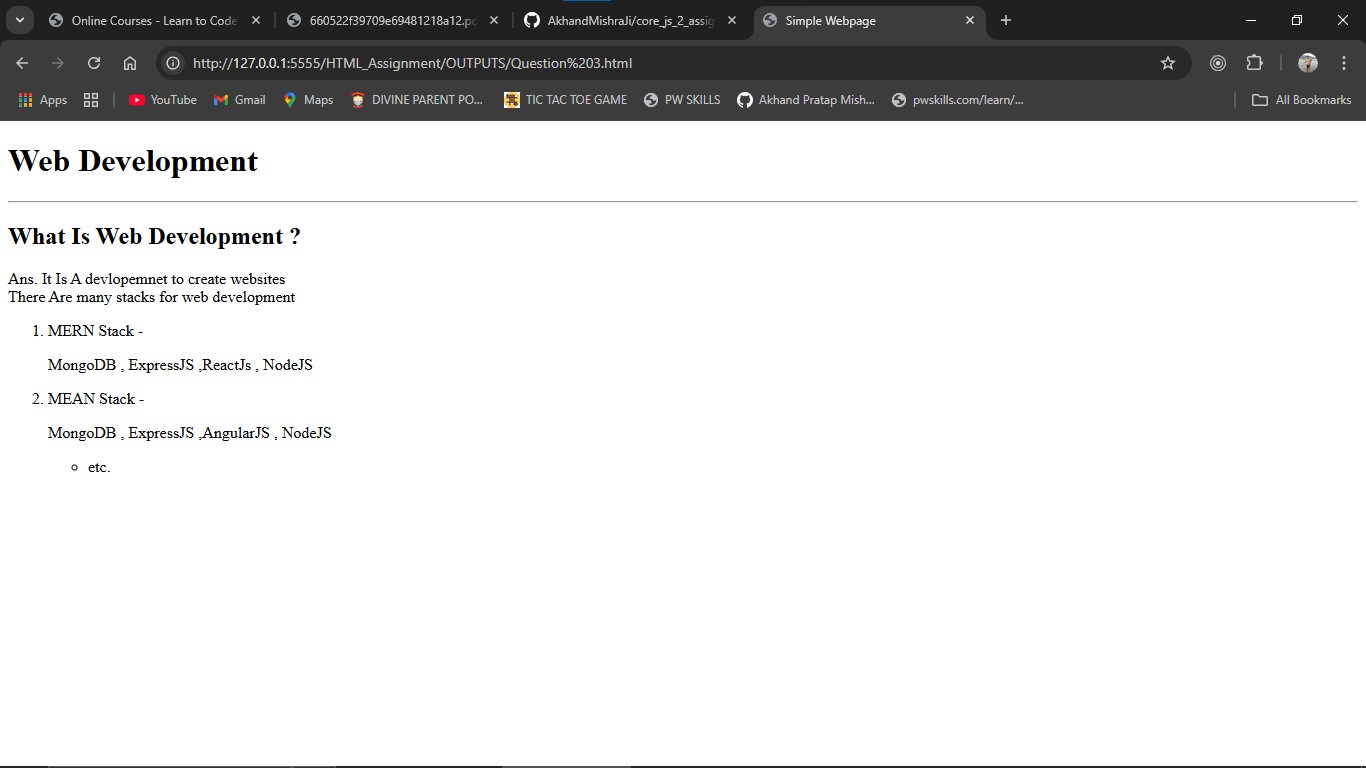 Online Courses - Learn to Code
660522f39709e69481218a12.pd
AkhandMishraJi/core_js_2_assig
Simple Webpage
http://127.0.0.1:5555/HTML_Assignment/OUTPUTS/Question%203.html
Apps
YouTube
Gmail
Maps
DIVINE PARENT PO...
TIC TAC TOE GAME
PW SKILLS
Akhand Pratap Mish...
pwskills.com/learn/...
All Bookmarks
Web Development
What Is Web Development ?
Ans. It Is A devlopemnet to create websites
There Are many stacks for web development
1. MERN Stack -
MongoDB , ExpressJS ,ReactJs , NodeJS
2. MEAN Stack -
MongoDB , ExpressJS ,AngularJS , NodeJS
etc.